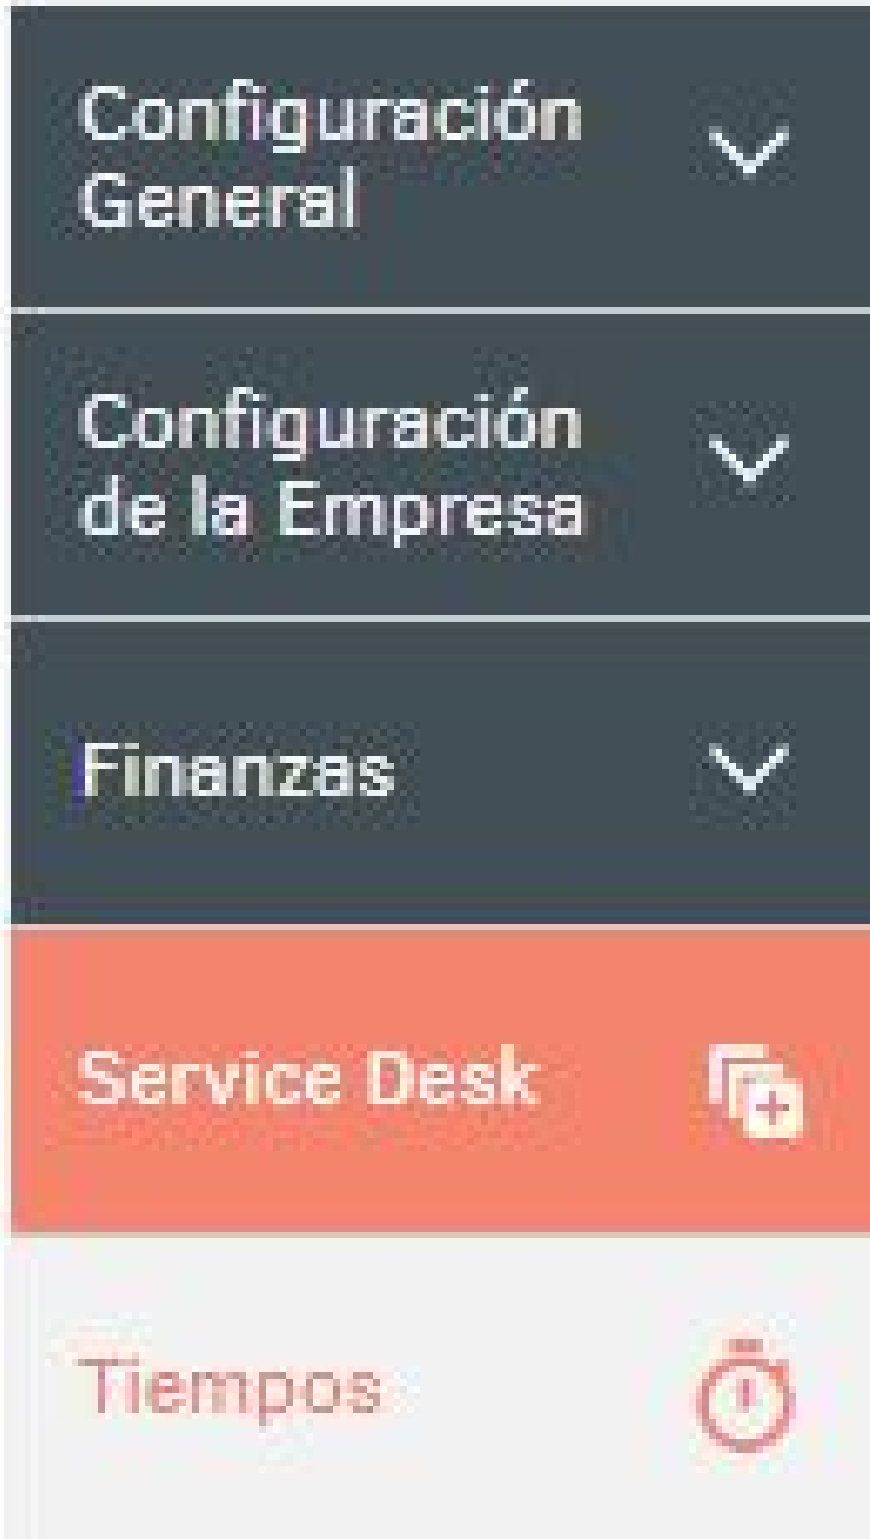 Configuración
General
Configuración
de la Empresa
Finanzas
Service Desk
Tiempos